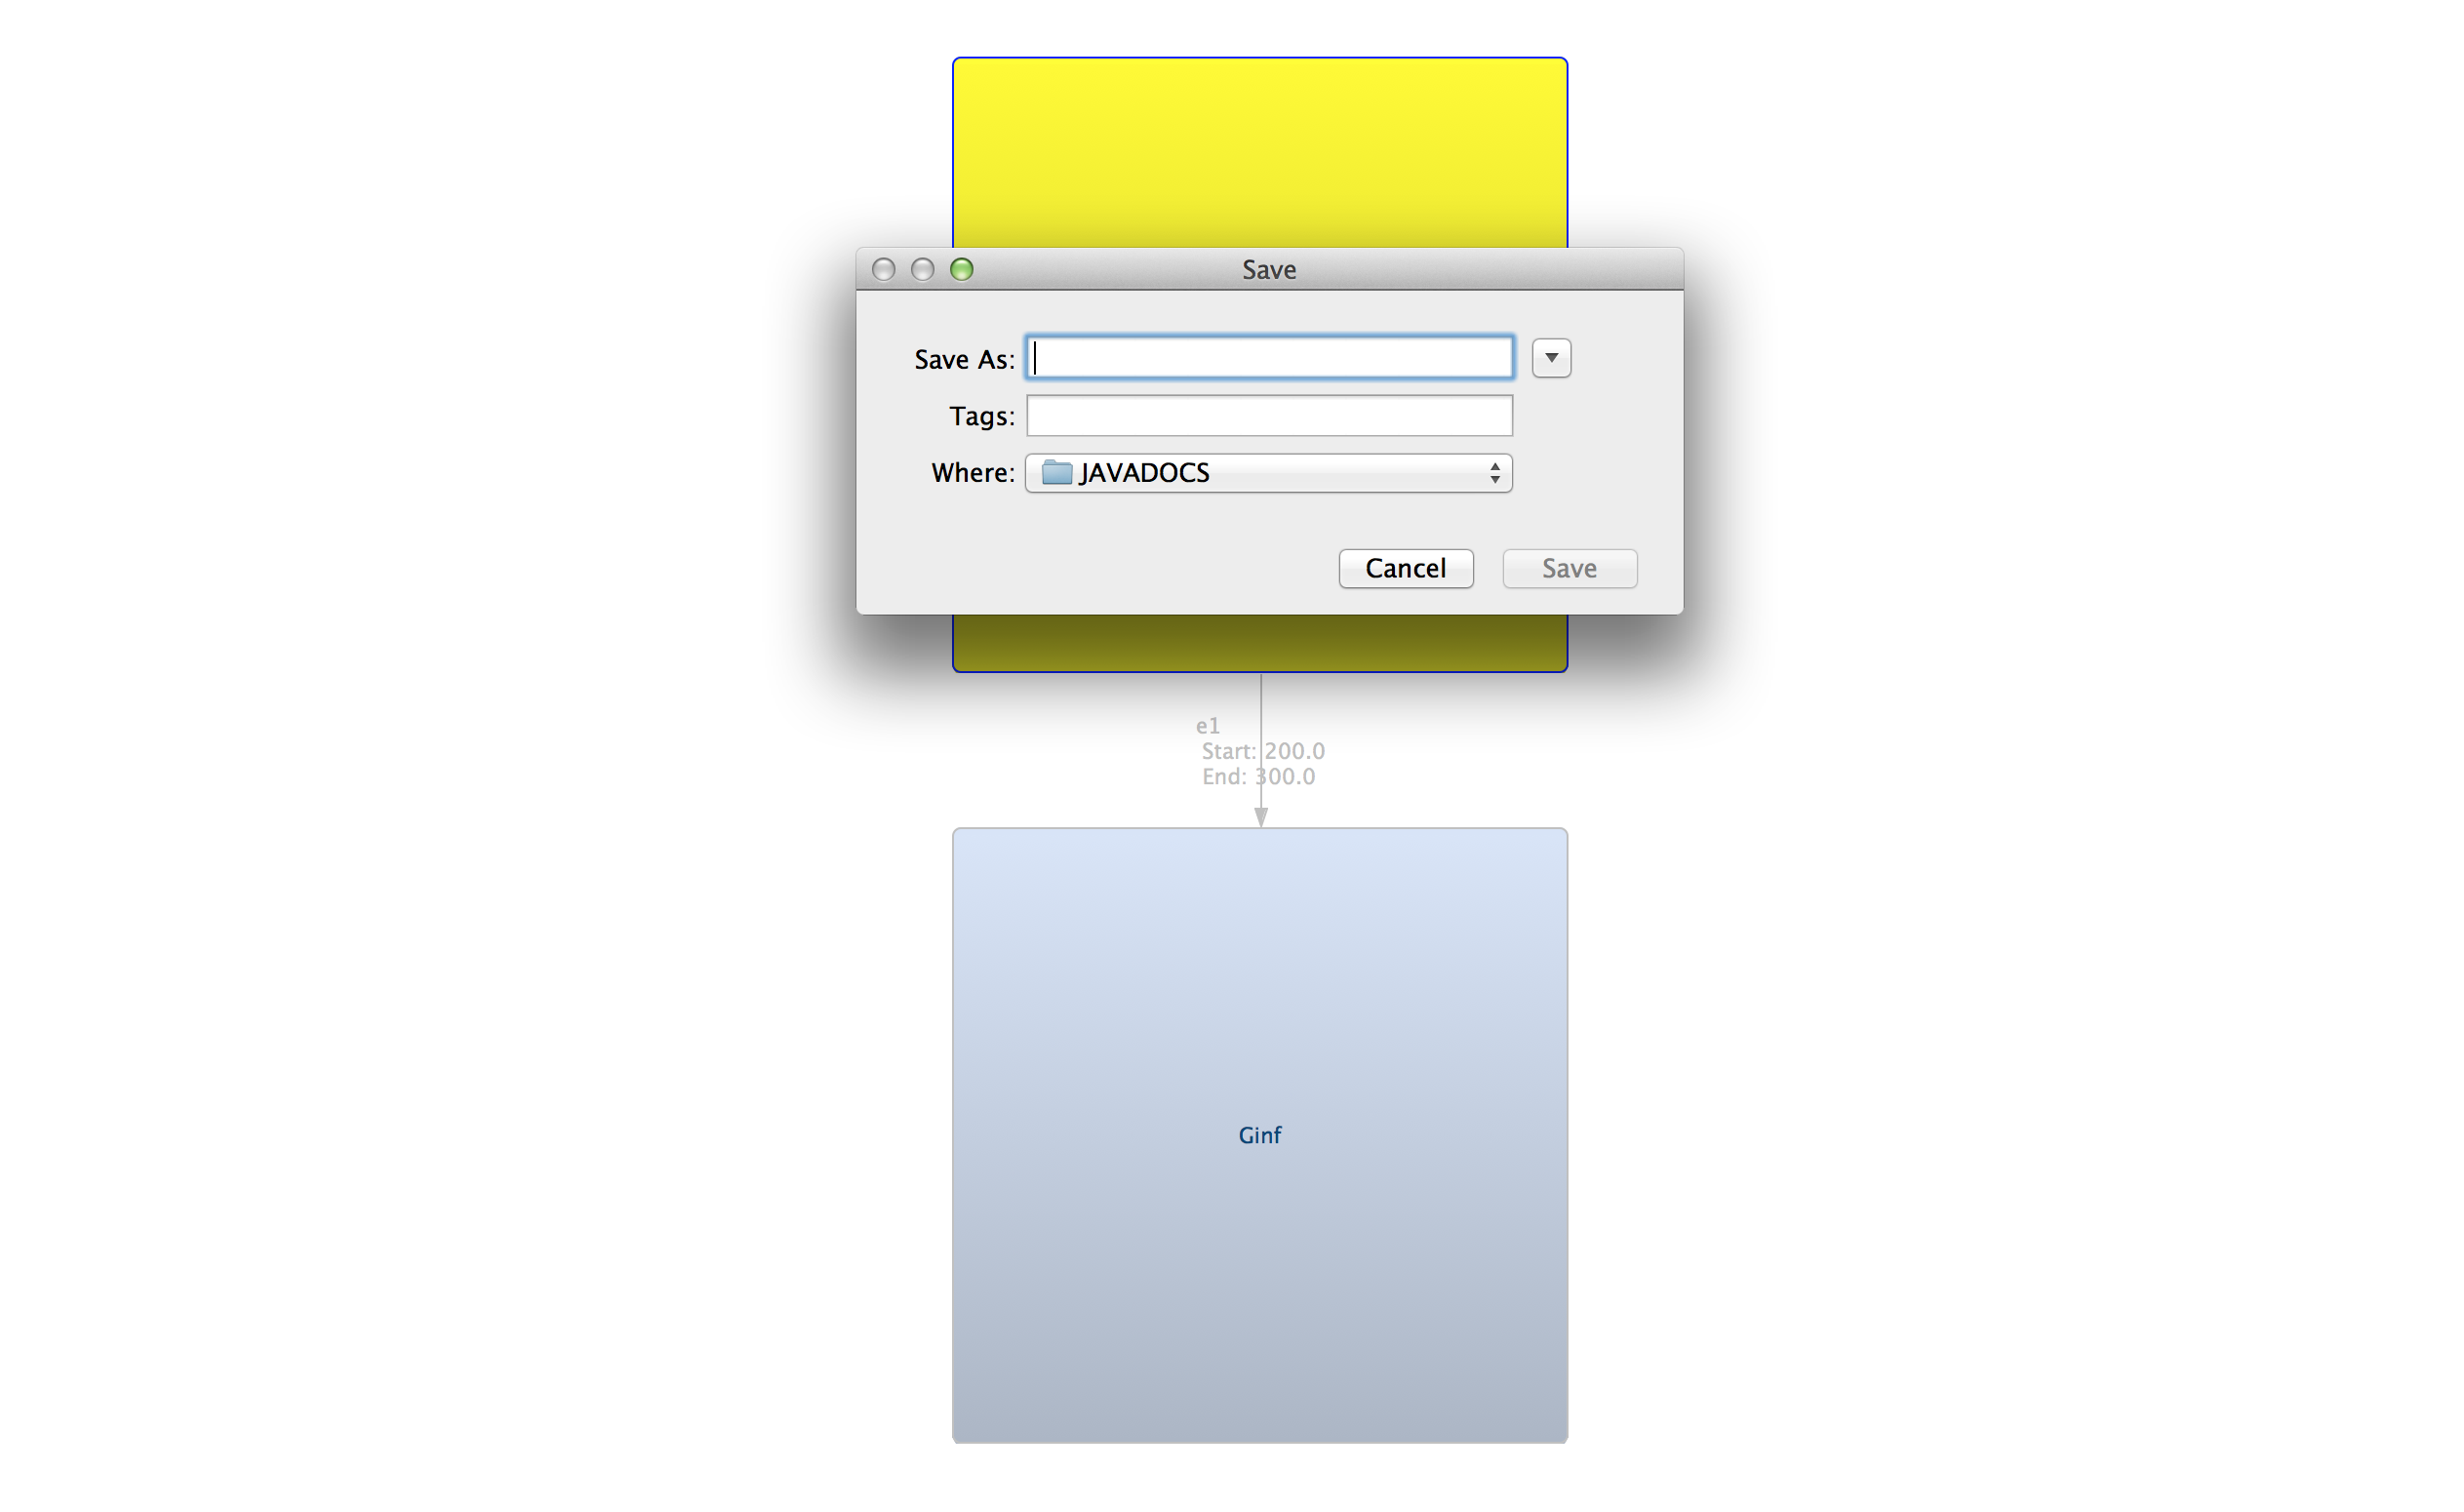 Save
Save As:
Tags:
Where: JAVADOCS
Cancel Save
e1
Start: 200.0
End: 300.0
Ginf